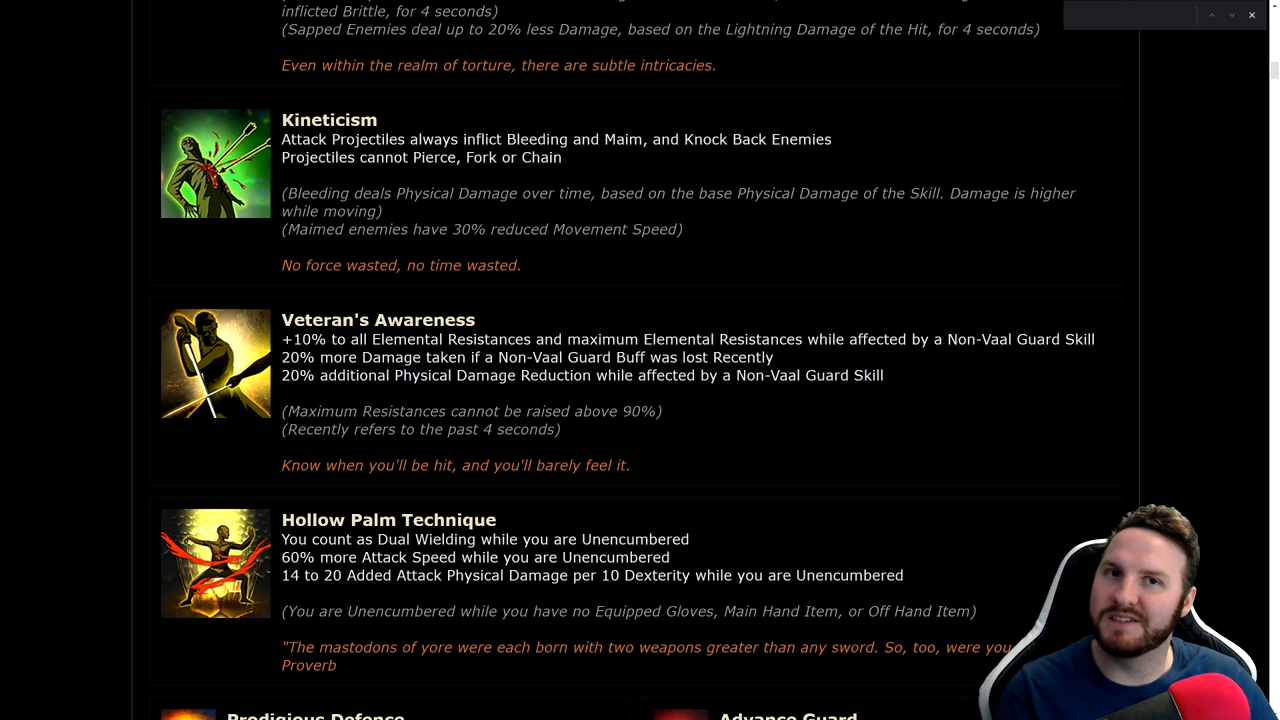 inflicted Brittle, for 4 seconds)
(Sapped Enemies deal up to 20% less Damage, based on the Lightning Damage of the Hit, for 4 seconds)
Even within the realm of torture, there are subtle intricacies.
Kineticism
Attack Projectiles always inflict Bleeding and Maim, and Knock Back Enemies
Projectiles cannot Pierce, Fork or Chain
(Bleeding deals Physical Damage over time, based on the base Physical Damage of the Skill. Damage is higher
while moving)
(Maimed enemies have 30% reduced Movement Speed)
No force wasted, no time wasted.
Veteran's Awareness
+10% to all Elemental Resistances and maximum Elemental Resistances while affected by a Non-Vaal Guard Skill
20% more Damage taken if a Non-Vaal Guard Buff was lost Recently
20% additional Physical Damage Reduction while affected by a Non-Vaal Guard Skill
(Maximum Resistances cannot be raised above 90%)
(Recently refers to the past 4 seconds)
Know when you'll be hit, and you'll barely feel it.
Hollow Palm Technique
You count as Dual Wielding while you are Unencumbered
60% more Attack Speed while you are Unencumbered
14 to 20 Added Attack Physical Damage per 10 Dexterity while you are Unencumbered
(You are Unencumbered while you have no Equipped Gloves, Main Hand Item, or Off Hand Item)
"The mastodons of yore were each born with two weapons greater than any sword. So, too, were you
Proverb
Prodigious Defence
Advance Guard